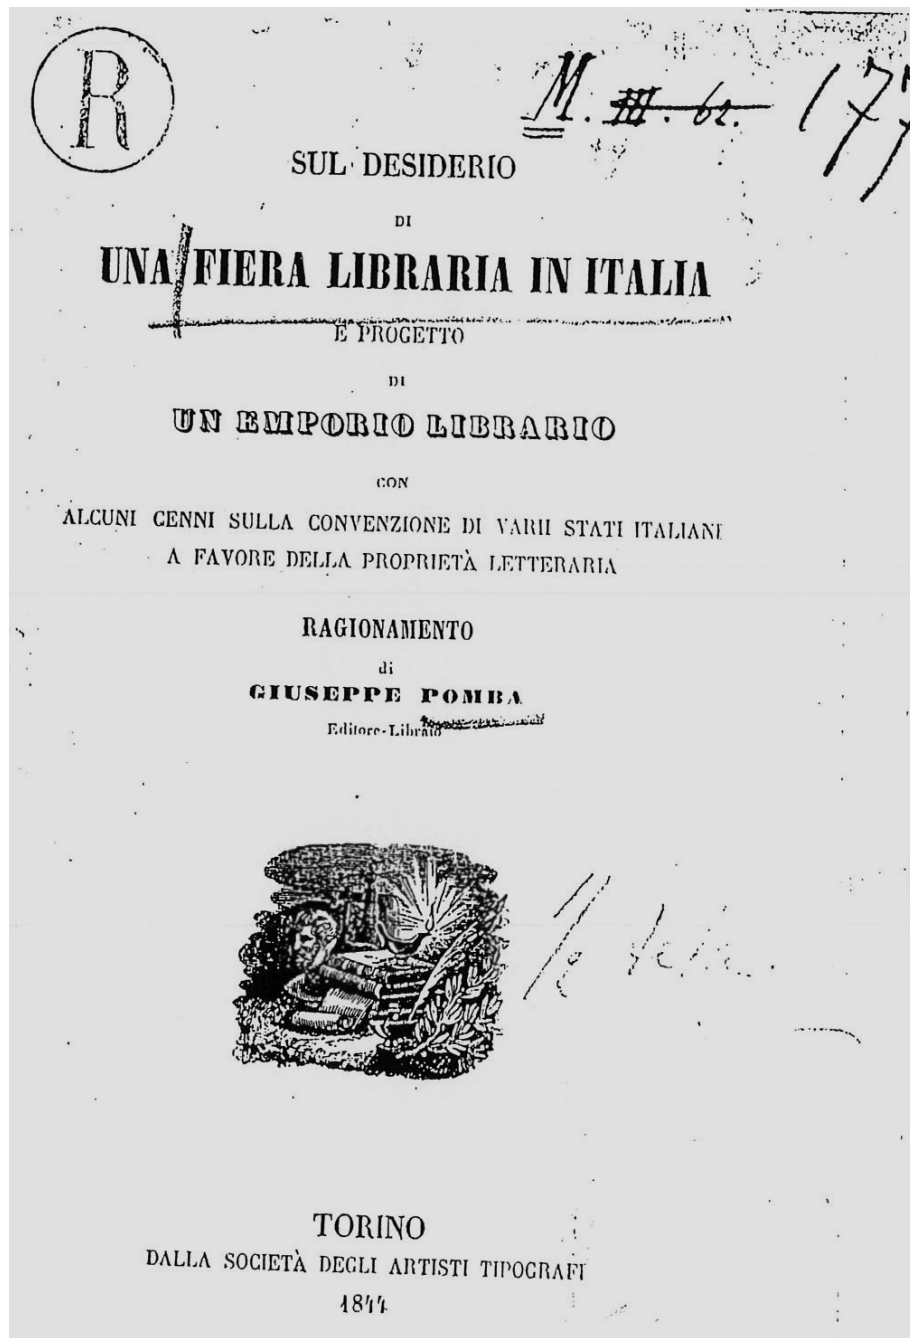 R
M. III. 62. 177
SUL DESIDERIO
DI
UNA FIERA LIBRARIA IN ITALIA
E PROGETTO
DI
UN EMPORIO LIBRARIO
CON
ALCUNI CENNI SULLA CONVENZIONE DI VARII STATI ITALIANI
A FAVORE DELLA PROPRIETÀ LETTERARIA
RAGIONAMENTO
di
GIUSEPPE POMBA
Editore-Libraio
TORINO
DALLA SOCIETÀ DEGLI ARTISTI TIPOGRAFI
1844